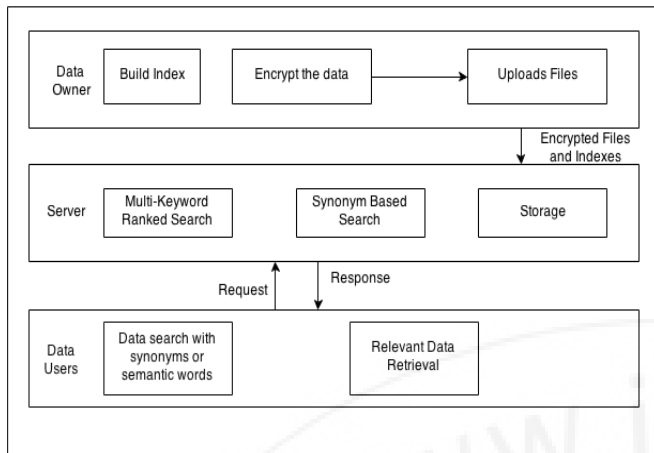 Data
Owner
Build Index
Encrypt the data
Uploads Files
Encrypted Files
and Indexes
Server
Multi-Keyword
Ranked Search
Synonym Based
Search
Storage
Request
Response
Data
Users
Data search with
synonyms or
semantic words
Relevant Data
Retrieval